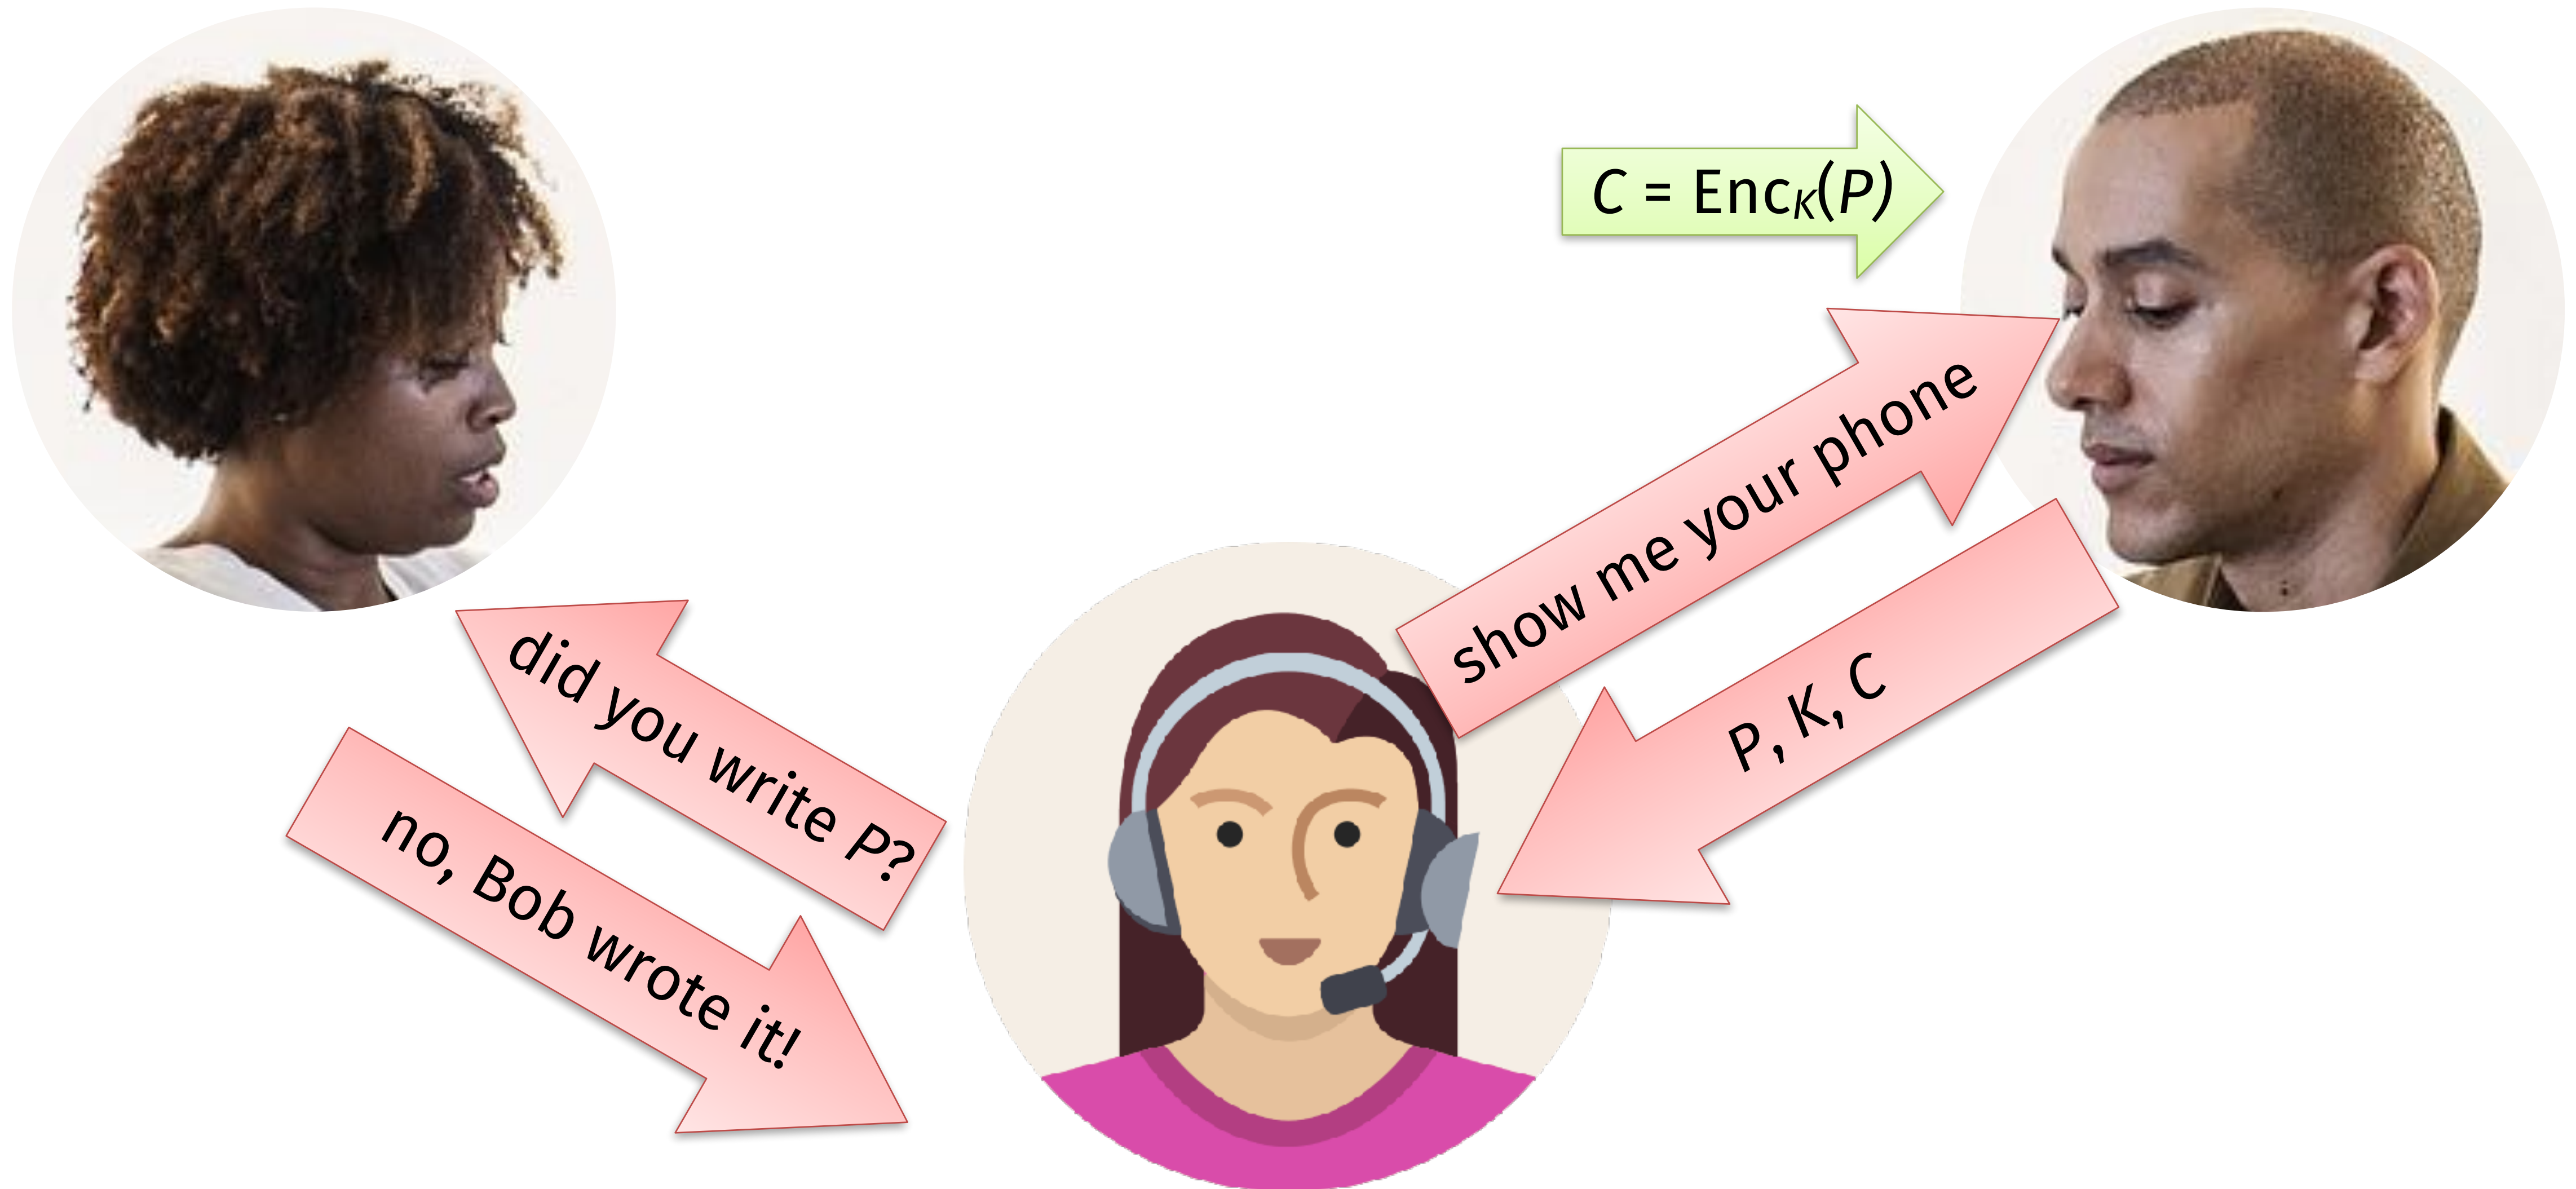 C = EncK(P)
show me your phone
P, K, C
did you write P?
no, Bob wrote it!